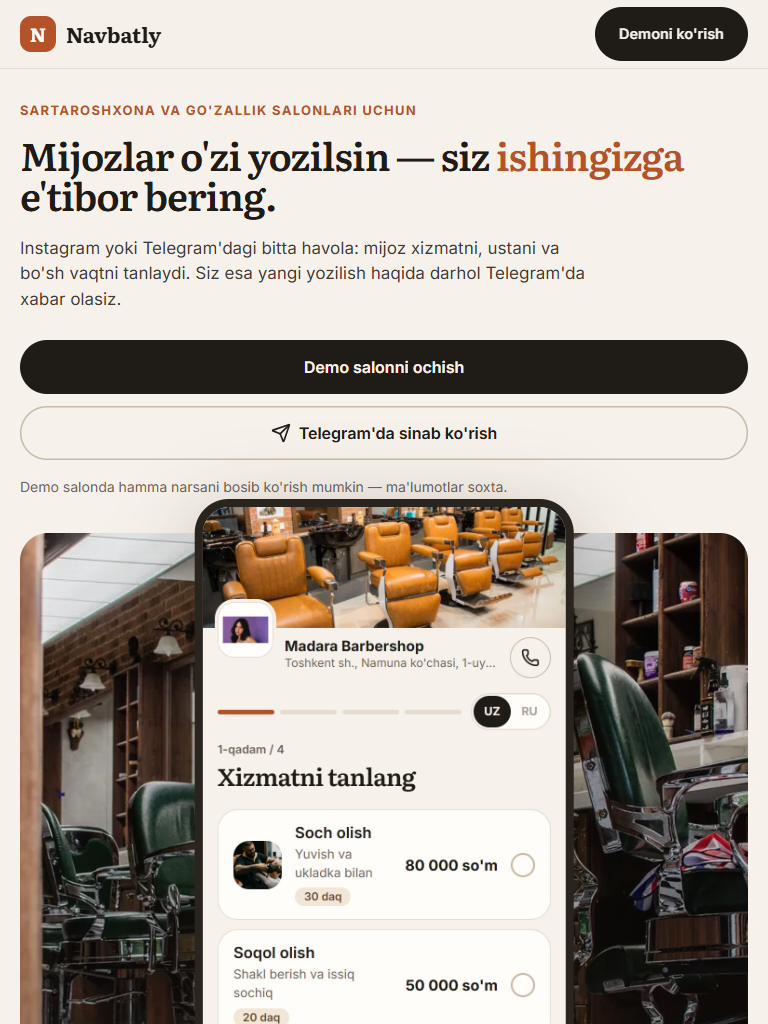 N Navbatly
Demoni ko'rish
SARTAROSHXONA VA GO'ZALLIK SALONLARI UCHUN
Mijozlar o'zi yozilsin — siz ishingizga
e'tibor bering.
Instagram yoki Telegram'dagi bitta havola: mijoz xizmatni, ustani va
bo'sh vaqtni tanlaydi. Siz esa yangi yozilish haqida darhol Telegram'da
xabar olasiz.
Demo salonni ochish
Telegram'da sinab ko'rish
Demo salonda hamma narsani bosib ko'rish mumkin — ma'lumotlar soxta.
Madara Barbershop
Toshkent sh., Namuna ko'chasi, 1-uy...
UZ RU
1-qadam / 4
Xizmatni tanlang
Soch olish
Yuvish va
ukladka bilan
30 daq
80 000 so'm
Soqol olish
Shakl berish va issiq
sochiq
20 daq
50 000 so'm